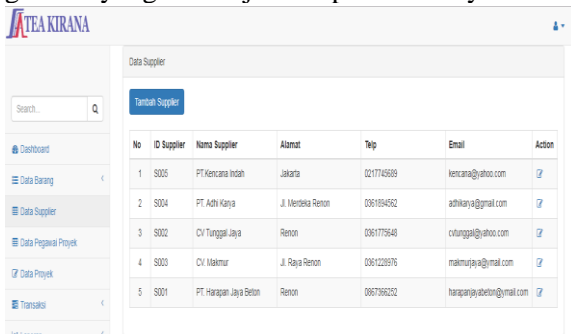 TEA KIRANA
Data Supplier
Tambah Supplier
Search..
Dashboard
Data Barang
Data Supplier
Data Pegawai Proyek
Data Proyek
Transaksi
No ID Supplier Nama Supplier Alamat Telp Email Action
1 S005 PT.Kencana Indah Jakarta 0217745689 kencana@yahoo.com
2 S004 PT. Adhi Karya Jl. Merdeka Renon 0361894562 adhikarya@gmail.com
3 S002 CV Tunggal Jaya Renon 0361775648 cvtunggal@yahoo.com
4 S003 CV. Makmur Jl. Raya Renon 0361228976 makmurjaya@ymail.com
5 S001 PT. Harapan Jaya Beton Renon 0867366252 harapanjayabeton@ymail.com